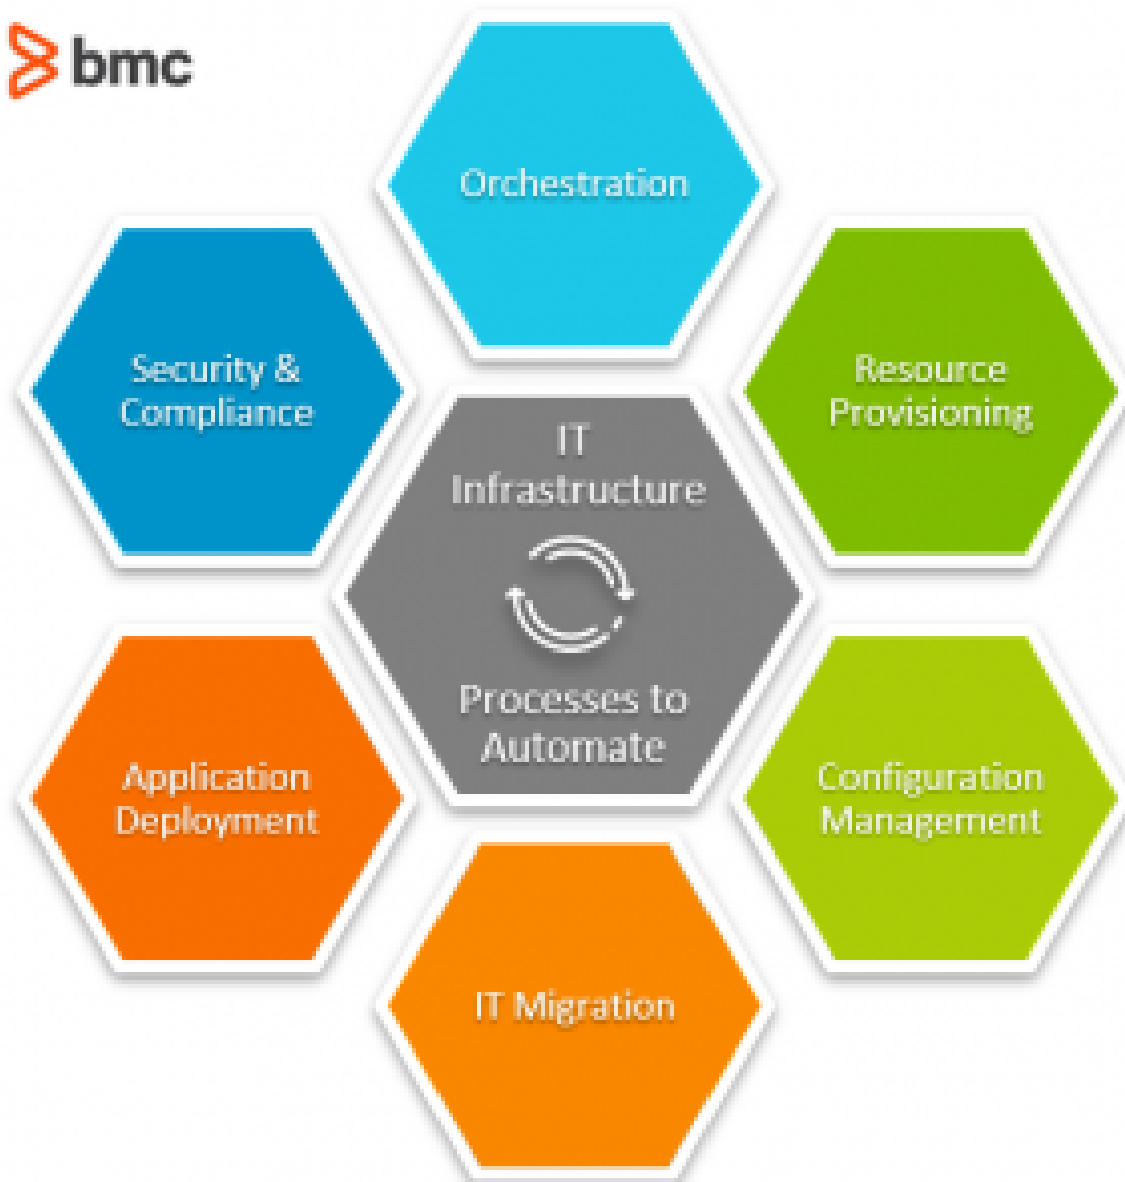 bmc
Orchestration
Security &
Compliance
Resource
Provisioning
IT
Infrastructure
Processes to
Automate
Application
Deployment
Configuration
Management
IT Migration